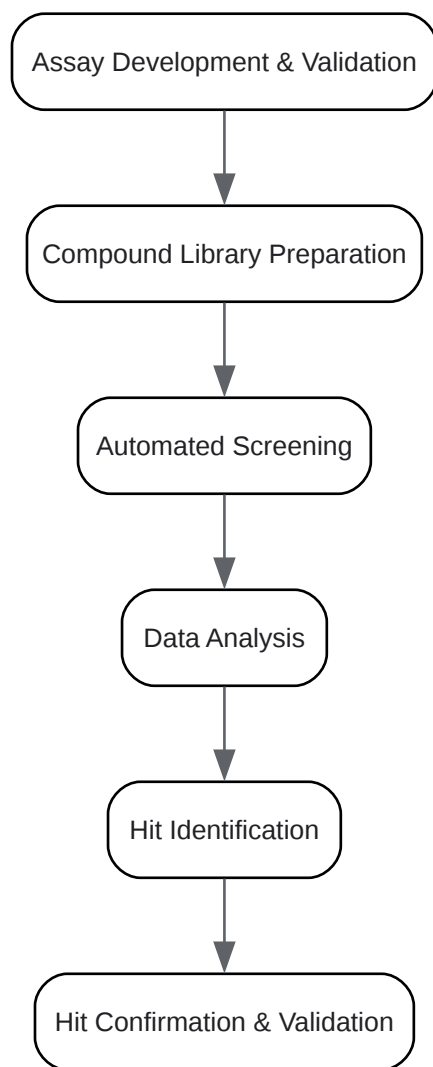 Assay Development & Validation
Compound Library Preparation
Automated Screening
Data Analysis
Hit Identification
Hit Confirmation & Validation